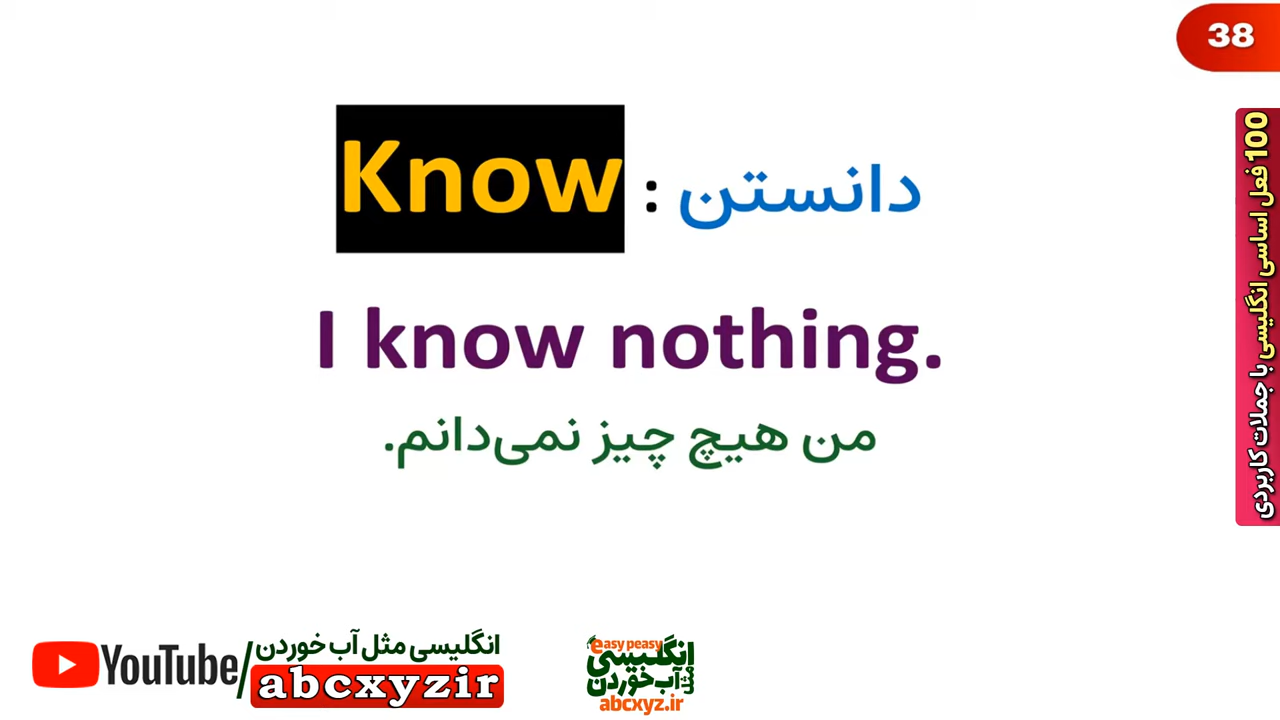 38
Know : دانستن
I know nothing.
من هیچ چیز نمی‌دانم.
100 فعل اساسی انگلیسی با جملات کاربردی
YouTube/
انگلیسی مثل آب خوردن
abcxyzir
easy peasy
انگلیسی
مثل
آب خوردن
abcxyz.ir